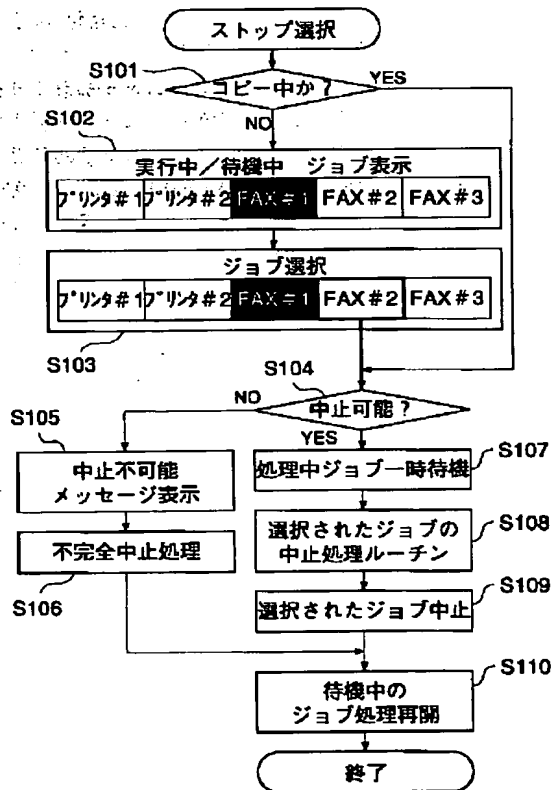 ストップ選択
S101
コピー中か?
YES
NO
S102
実行中/待機中 ジョブ表示
プリンタ#1 プリンタ#2 FAX#1 FAX#2 FAX#3
ジョブ選択
プリンタ#1 プリンタ#2 FAX#1 FAX#2 FAX#3
S103
S104
中止可能?
NO
YES
S105
中止不可能
メッセージ表示
不完全中止処理
S106
処理中ジョブ一時待機
S107
選択されたジョブの
中止処理ルーチン
S108
選択されたジョブ中止
S109
待機中の
ジョブ処理再開
S110
終了